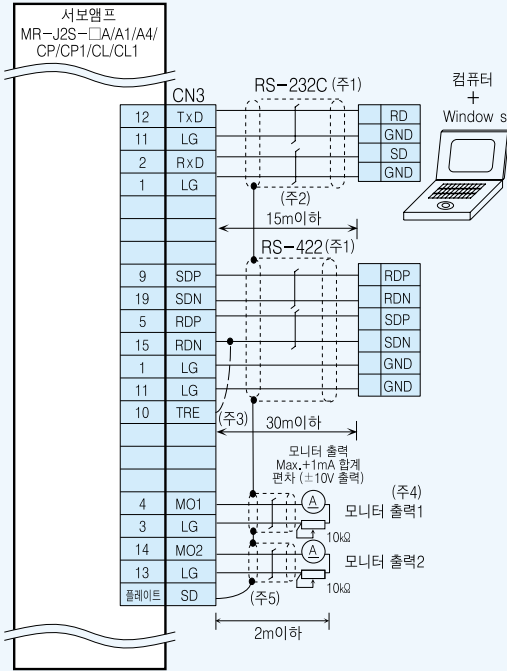 서보앰프
MR-J2S-□A/A1/A4/
CP/CP1/CL/CL1
CN3
RS-232C (주1)
컴퓨터
+
Window s
12 TxD RD
11 LG GND
2 RxD SD
1 LG GND
(주2)
15m이하
RS-422 (주1)
9 SDP RDP
19 SDN RDN
5 RDP SDP
15 RDN SDN
1 LG GND
11 LG GND
10 TRE (주3)
30m이하
모니터 출력
Max.+1mA 합계
편차 (±10V 출력)
(주4)
4 MO1 A 모니터 출력1
3 LG 10kΩ
14 MO2 A 모니터 출력2
13 LG 10kΩ
플레이트 SD (주5)
2m이하